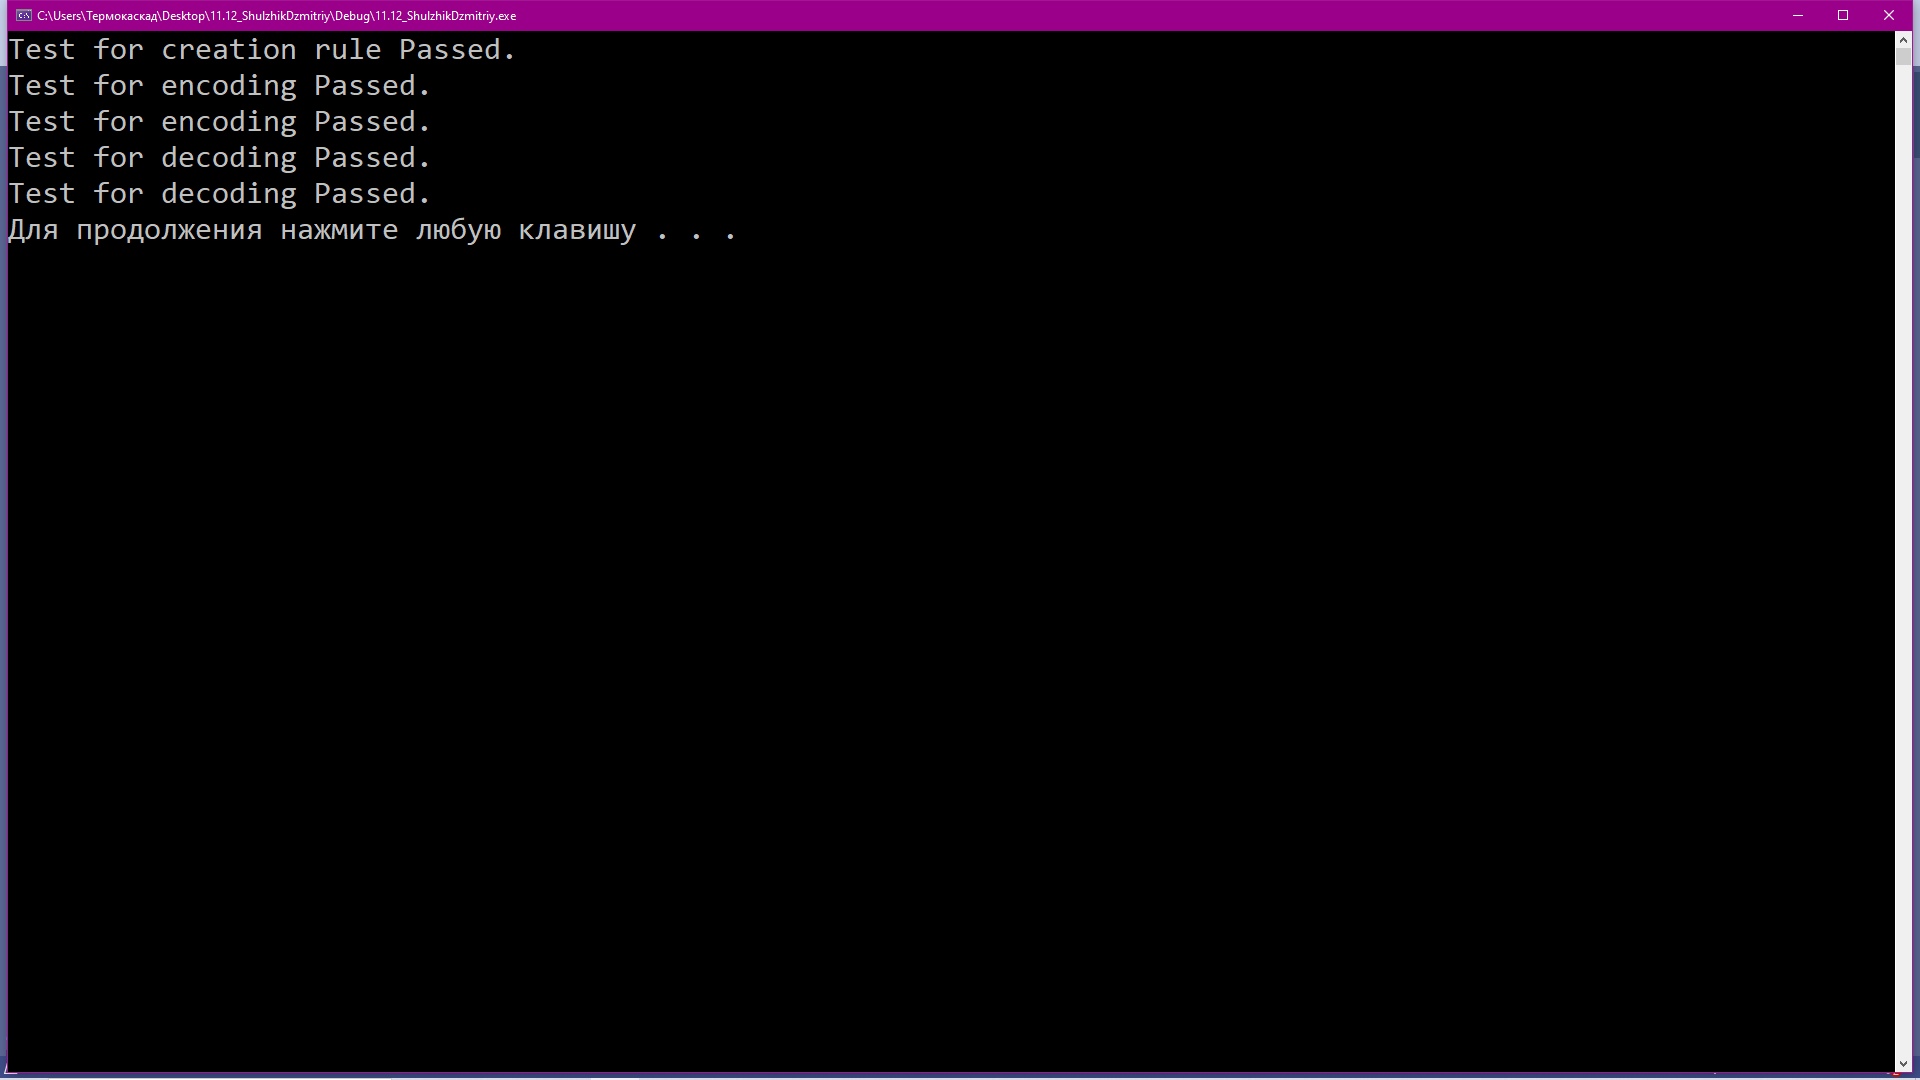 C:\Users\Термокаскад\Desktop\11.12_ShulzhikDzmitriy\Debug\11.12_ShulzhikDzmitriy.exe
Test for creation rule Passed.
Test for encoding Passed.
Test for encoding Passed.
Test for decoding Passed.
Test for decoding Passed.
Для продолжения нажмите любую клавишу . . .